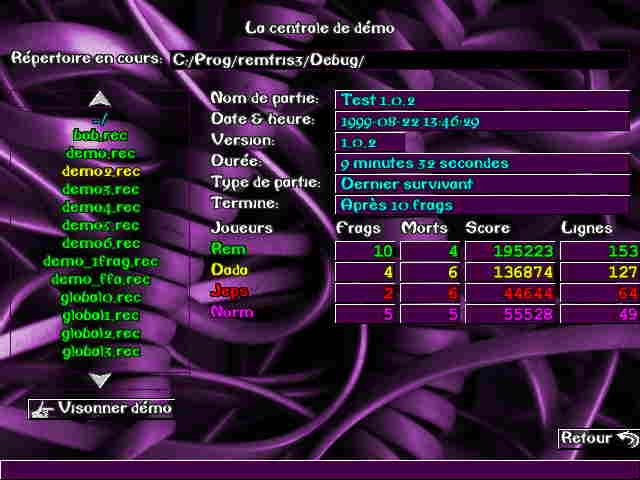 La centrale de démo
Répertoire en cours: C:/Prog/remtris3/Debug/
../
bob.rec
demo.rec
demo2.rec
demo3.rec
demo4.rec
demo5.rec
demo6.rec
demo_1frag.rec
demo_ffa.rec
global0.rec
global1.rec
global2.rec
global3.rec
Visonner démo
Nom de partie: Test 1.0.2
Date & heure: 1999-08-22 13:46:29
Version: 1.0.2
Durée: 9 minutes 32 secondes
Type de partie: Dernier survivant
Termine: Après 10 frags
Joueurs Frags Morts Score Lignes
Rem 10 4 195223 153
Dada 4 6 136874 127
Jeps 2 6 44644 64
Norm 5 5 55528 49
Retour